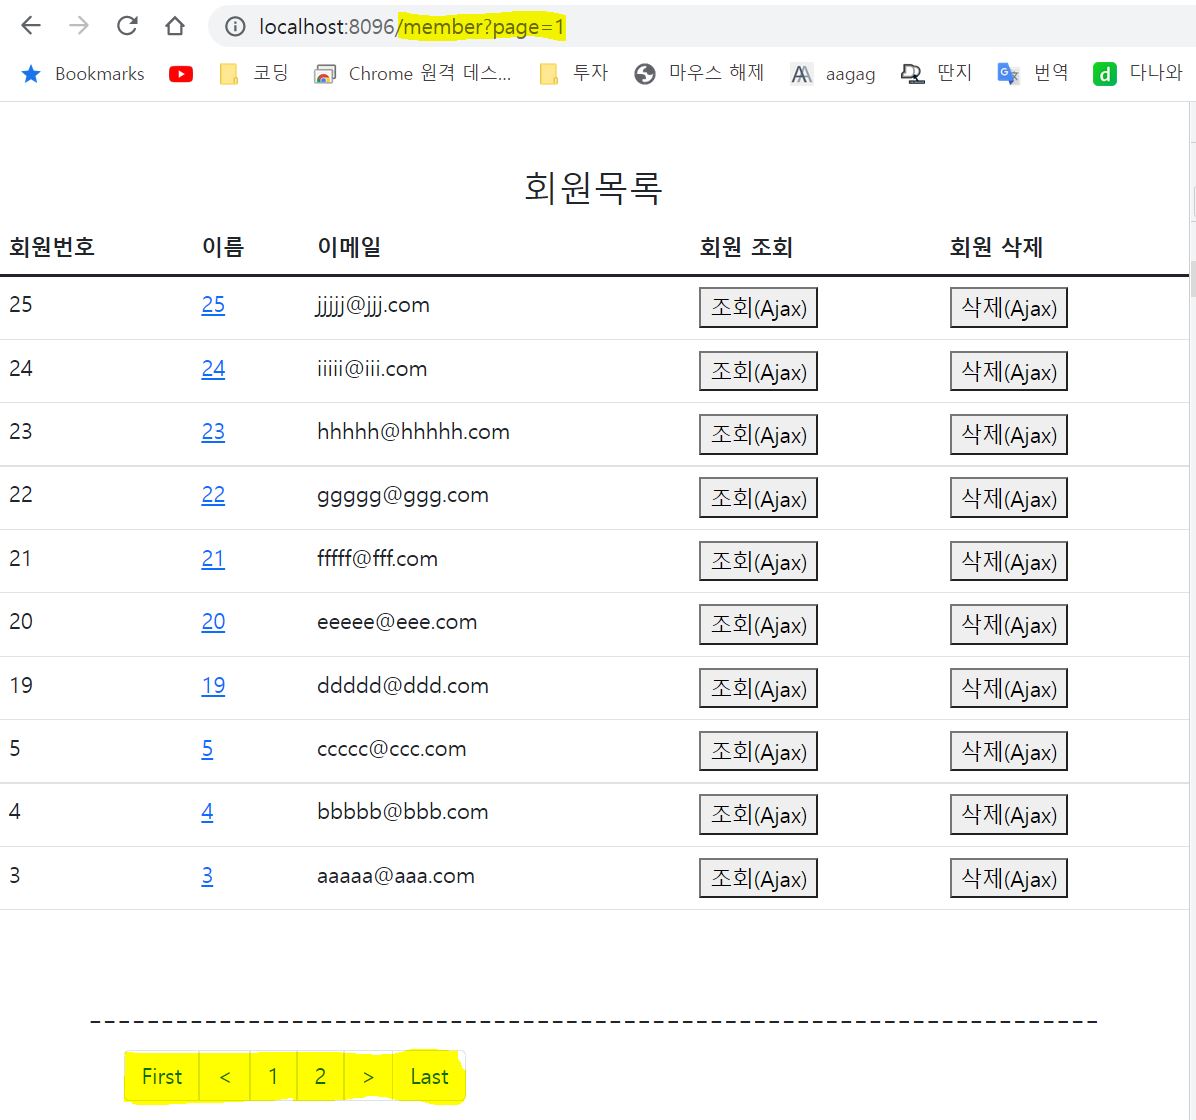 localhost:8096/member?page=1
Bookmarks 코딩 Chrome 원격 데스... 투자 마우스 해제 aagag 딴지 번역 다나와
회원목록
회원번호 이름 이메일 회원 조회 회원 삭제
25 25 jjjjj@jjj.com 조회(Ajax) 삭제(Ajax)
24 24 iiiii@iii.com 조회(Ajax) 삭제(Ajax)
23 23 hhhhh@hhhhh.com 조회(Ajax) 삭제(Ajax)
22 22 ggggg@ggg.com 조회(Ajax) 삭제(Ajax)
21 21 fffff@fff.com 조회(Ajax) 삭제(Ajax)
20 20 eeeee@eee.com 조회(Ajax) 삭제(Ajax)
19 19 ddddd@ddd.com 조회(Ajax) 삭제(Ajax)
5 5 ccccc@ccc.com 조회(Ajax) 삭제(Ajax)
4 4 bbbbb@bbb.com 조회(Ajax) 삭제(Ajax)
3 3 aaaaa@aaa.com 조회(Ajax) 삭제(Ajax)
First < 1 2 > Last